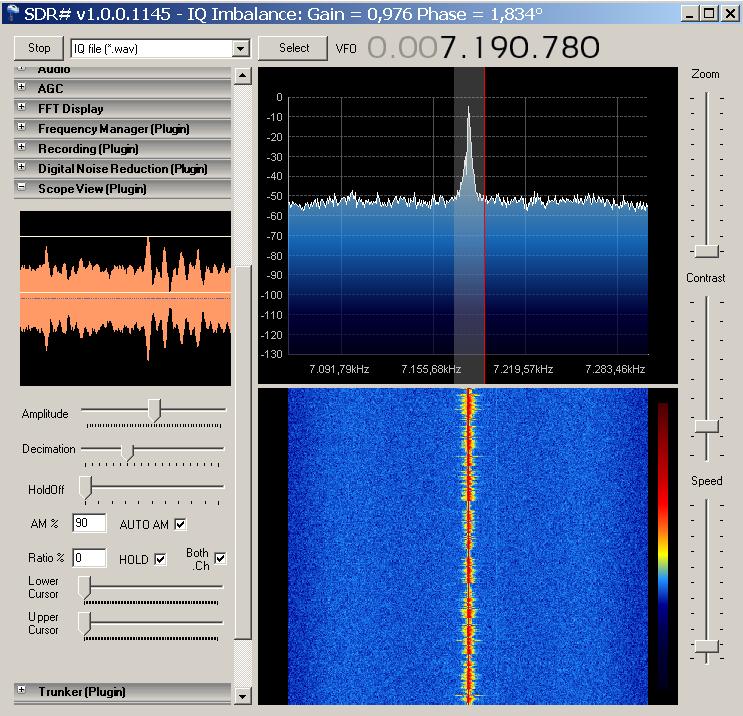 SDR# v1.0.0.1145 - IQ Imbalance: Gain = 0,976 Phase = 1,834°
Stop
IQ file (*.wav)
Select
VFO
0.007.190.780
Audio
AGC
FFT Display
Frequency Manager (Plugin)
Recording (Plugin)
Digital Noise Reduction (Plugin)
Scope View (Plugin)
Amplitude
Decimation
HoldOff
AM % 90 AUTO AM
Ratio % 0 HOLD Both
.Ch
Lower
Cursor
Upper
Cursor
Trunker (Plugin)
0
-10
-20
-30
-40
-50
-60
-70
-80
-90
-100
-110
-120
-130
7.091,79kHz 7.155,68kHz 7.219,57kHz 7.283,46kHz
Zoom
Contrast
Speed